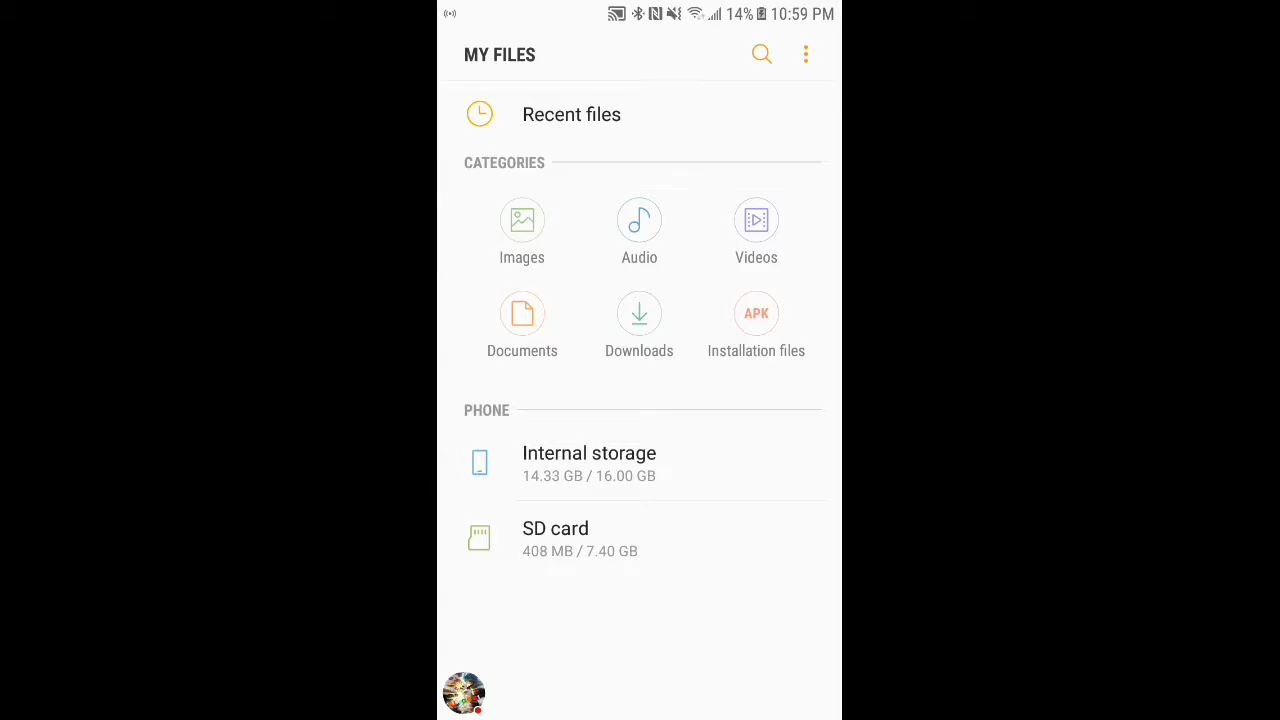 14% 10:59 PM
MY FILES
Recent files
CATEGORIES
Images Audio Videos
APK
Documents Downloads Installation files
PHONE
Internal storage
14.33 GB / 16.00 GB
SD card
408 MB / 7.40 GB